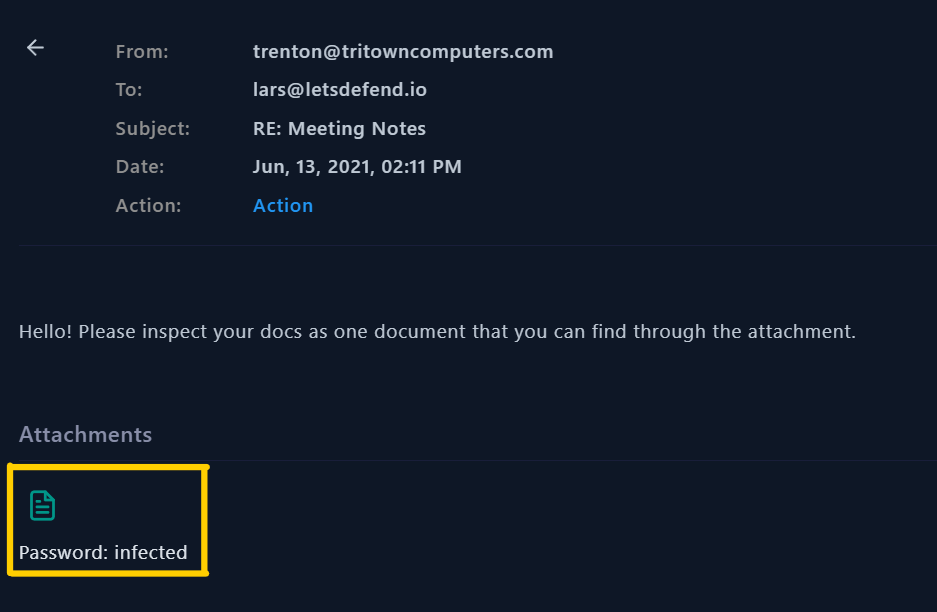 From: trenton@tritowncomputers.com
To: lars@letsdefend.io
Subject: RE: Meeting Notes
Date: Jun, 13, 2021, 02:11 PM
Action: Action
Hello! Please inspect your docs as one document that you can find through the attachment.
Attachments
Password: infected